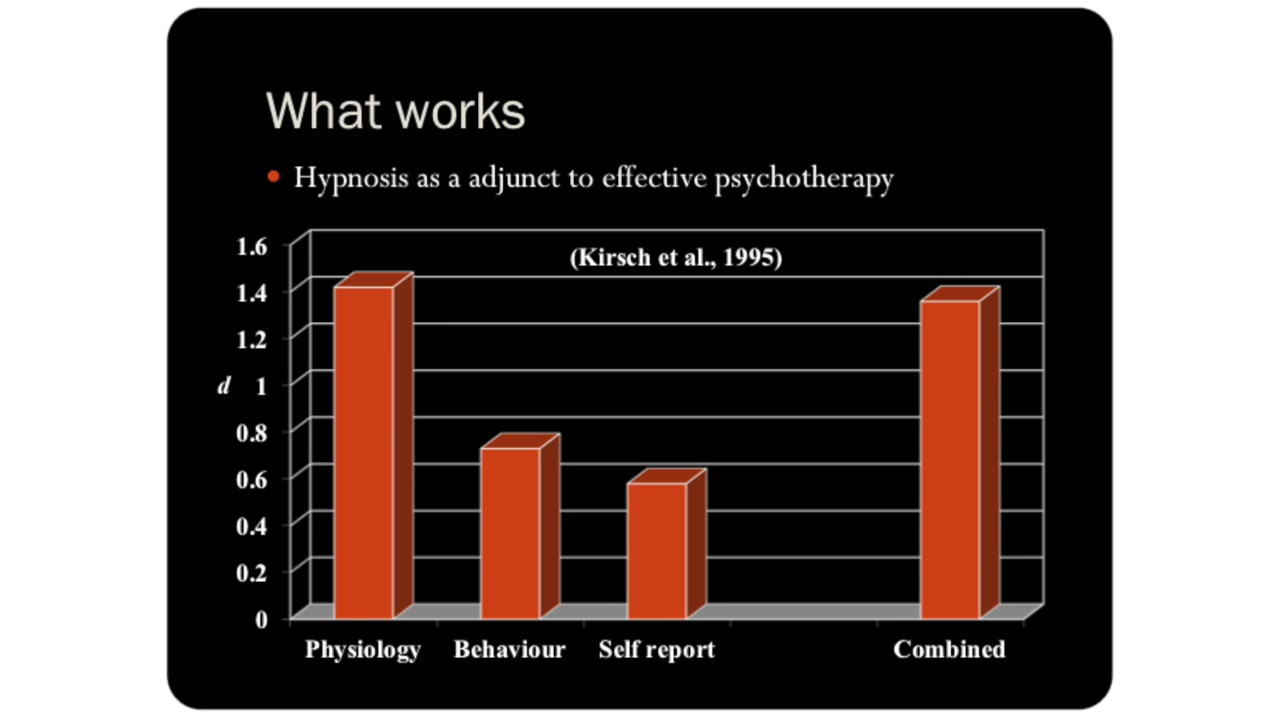 What works
• Hypnosis as a adjunct to effective psychotherapy
(Kirsch et al., 1995)
1.6
1.4
1.2
d 1
0.8
0.6
0.4
0.2
0
Physiology Behaviour Self report Combined